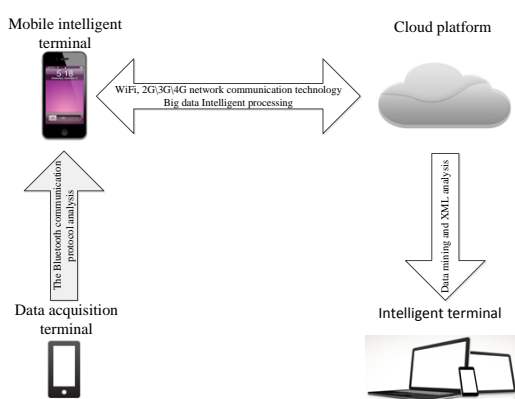 Mobile intelligent
terminal
Cloud platform
5:18
WiFi, 2G\3G\4G network communication technology
Big data Intelligent processing
The Bluetooth communication
protocol analysis
Data mining and XML analysis
Data acquisition
terminal
Intelligent terminal